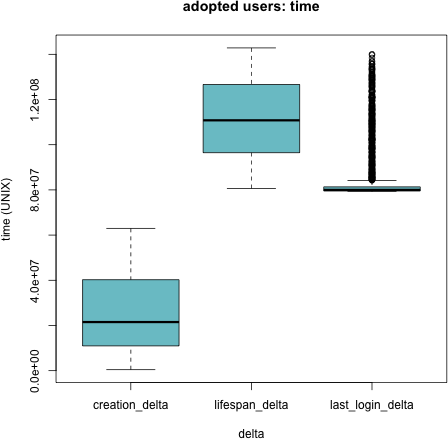 adopted users: time
time (UNIX)
1.2e+08
8.0e+07
4.0e+07
0.0e+00
creation_delta lifespan_delta last_login_delta
delta